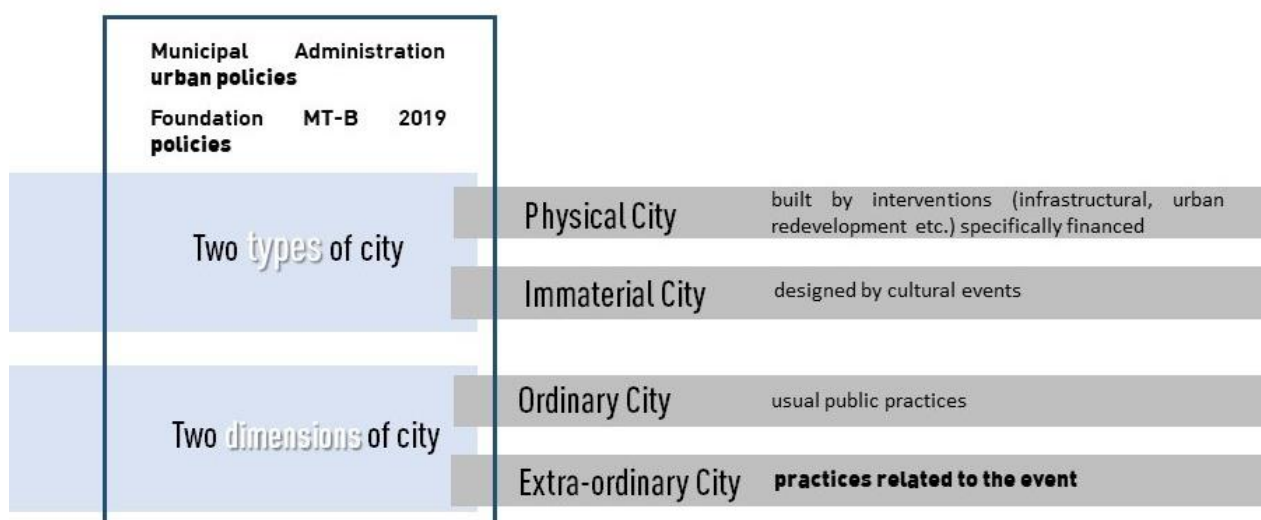 Municipal Administration
urban policies
Foundation MT-B 2019
policies
Two types of city
Physical City
built by interventions (infrastructural, urban
redevelopment etc.) specifically financed
Immaterial City
designed by cultural events
Two dimensions of city
Ordinary City
usual public practices
Extra-ordinary City
practices related to the event